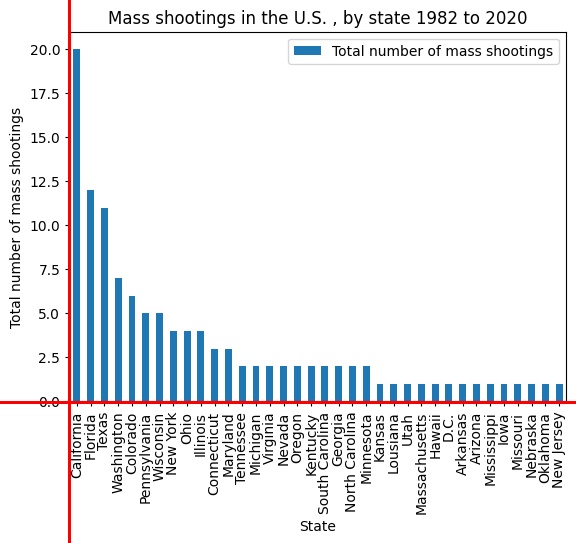 Mass shootings in the U.S. , by state 1982 to 2020
Total number of mass shootings
Total number of mass shootings
20.0
17.5
15.0
12.5
10.0
7.5
5.0
2.5
0.0
California
Florida
Texas
Washington
Colorado
Pennsylvania
Wisconsin
New York
Ohio
Illinois
Connecticut
Maryland
Tennessee
Michigan
Virginia
Nevada
Oregon
Kentucky
South Carolina
Georgia
North Carolina
Minnesota
Kansas
Lousiana
Utah
Massachusetts
Hawaii
D.C.
Arkansas
Arizona
Mississippi
Iowa
Missouri
Nebraska
Oklahoma
New Jersey
State